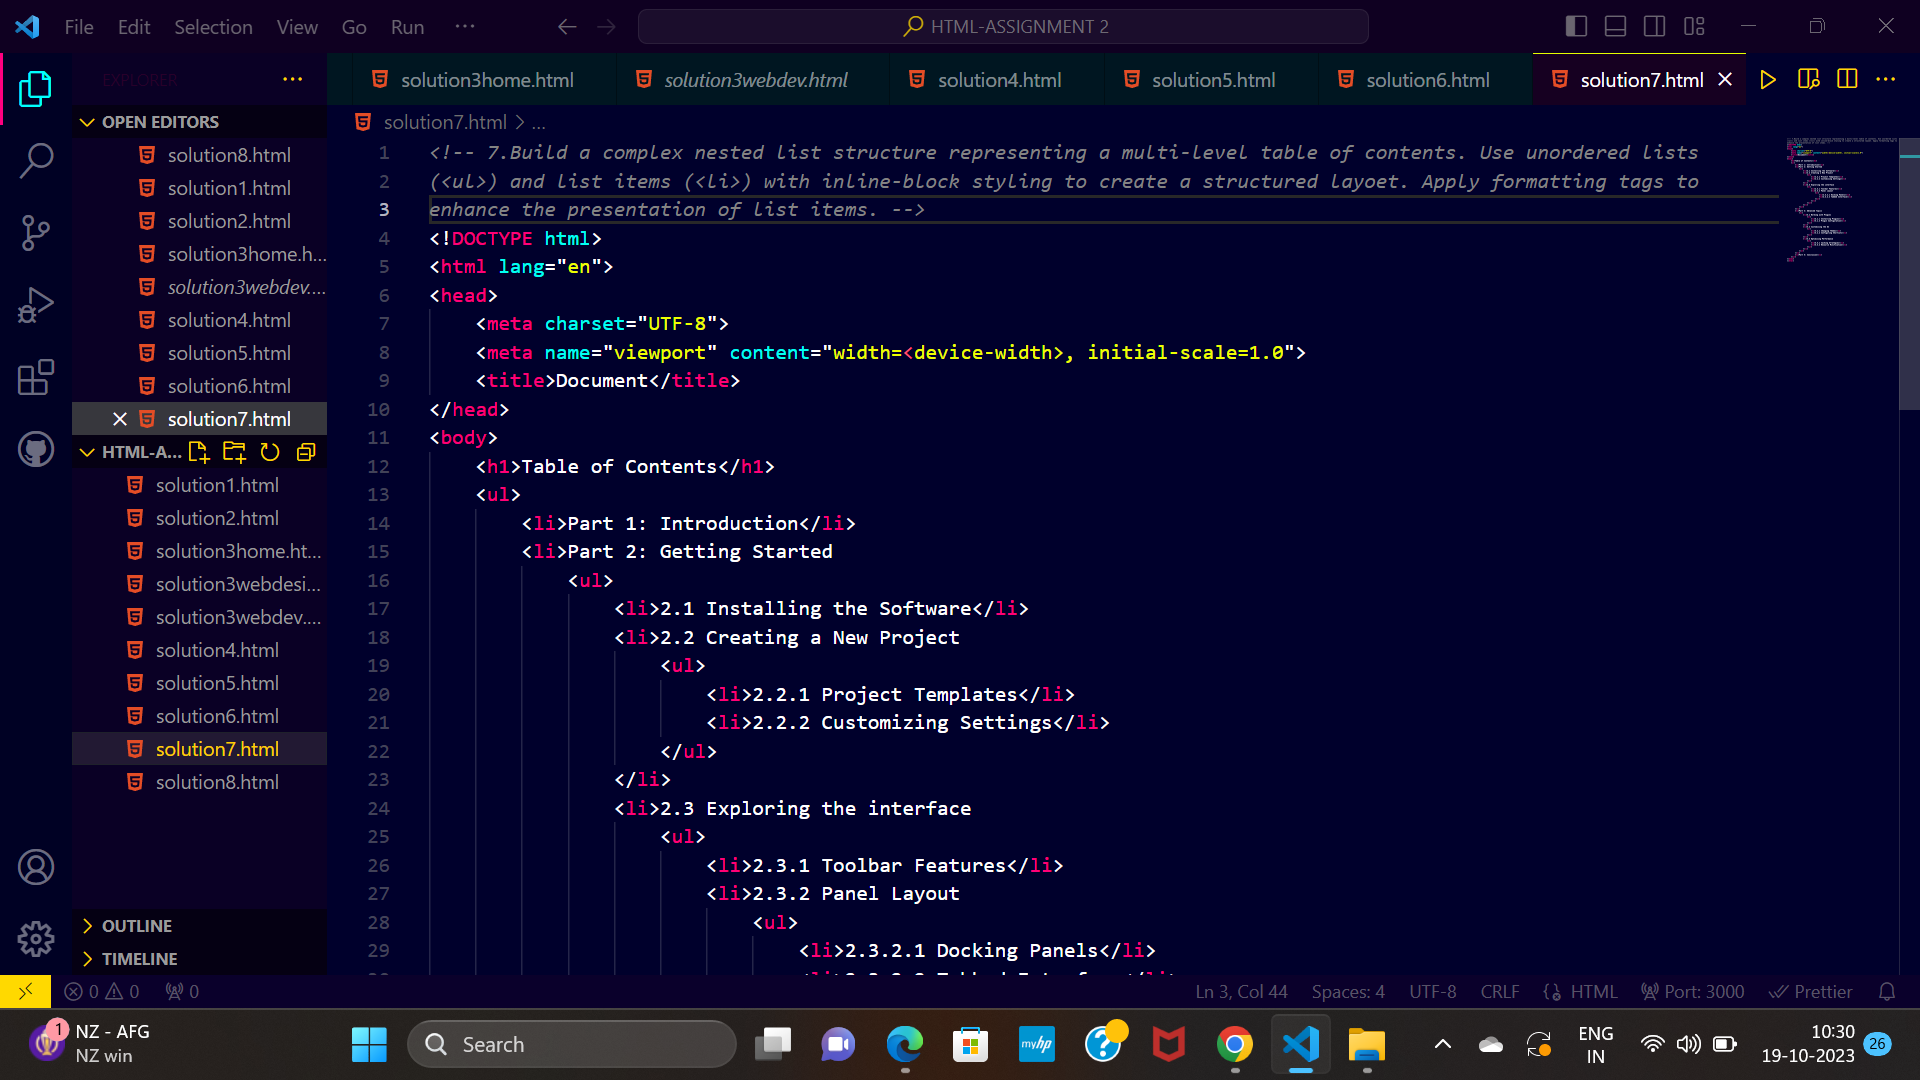 File Edit Selection View Go Run ...
HTML-ASSIGNMENT 2
EXPLORER
solution3home.html
solution3webdev.html
solution4.html
solution5.html
solution6.html
solution7.html
OPEN EDITORS
solution8.html
solution1.html
solution2.html
solution3home.h...
solution3webdev....
solution4.html
solution5.html
solution6.html
solution7.html
HTML-A...
solution1.html
solution2.html
solution3home.ht...
solution3webdesi...
solution3webdev....
solution4.html
solution5.html
solution6.html
solution7.html
solution8.html
OUTLINE
TIMELINE
solution7.html > ...
1 <!-- 7.Build a complex nested list structure representing a multi-level table of contents. Use unordered lists
2 (<ul>) and list items (<li>) with inline-block styling to create a structured layoet. Apply formatting tags to
3 enhance the presentation of list items. -->
4 <!DOCTYPE html>
5 <html lang="en">
6 <head>
7 <meta charset="UTF-8">
8 <meta name="viewport" content="width=<device-width>, initial-scale=1.0">
9 <title>Document</title>
10 </head>
11 <body>
12 <h1>Table of Contents</h1>
13 <ul>
14 <li>Part 1: Introduction</li>
15 <li>Part 2: Getting Started
16 <ul>
17 <li>2.1 Installing the Software</li>
18 <li>2.2 Creating a New Project
19 <ul>
20 <li>2.2.1 Project Templates</li>
21 <li>2.2.2 Customizing Settings</li>
22 </ul>
23 </li>
24 <li>2.3 Exploring the interface
25 <ul>
26 <li>2.3.1 Toolbar Features</li>
27 <li>2.3.2 Panel Layout
28 <ul>
29 <li>2.3.2.1 Docking Panels</li>
0 0 0
Ln 3, Col 44 Spaces: 4 UTF-8 CRLF HTML Port: 3000 Prettier
1
NZ - AFG
NZ win
Search
myhp
ENG
IN
10:30
19-10-2023
26